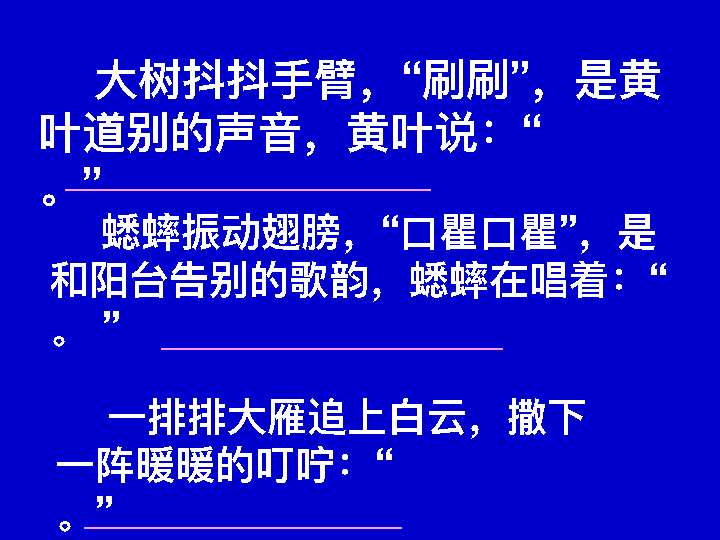 大树抖抖手臂，“刷刷”，是黄
叶道别的声音，黄叶说：“
。”
蟋蟀振动翅膀，“口瞿口瞿”，是
和阳台告别的歌韵，蟋蟀在唱着：“
。”
一排排大雁追上白云，撒下
一阵暖暖的叮咛：“
。”